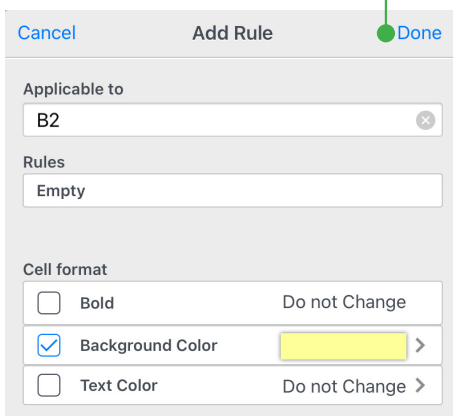 Cancel Add Rule Done
Applicable to
B2
Rules
Empty
Cell format
Bold Do not Change
Background Color
Text Color Do not Change